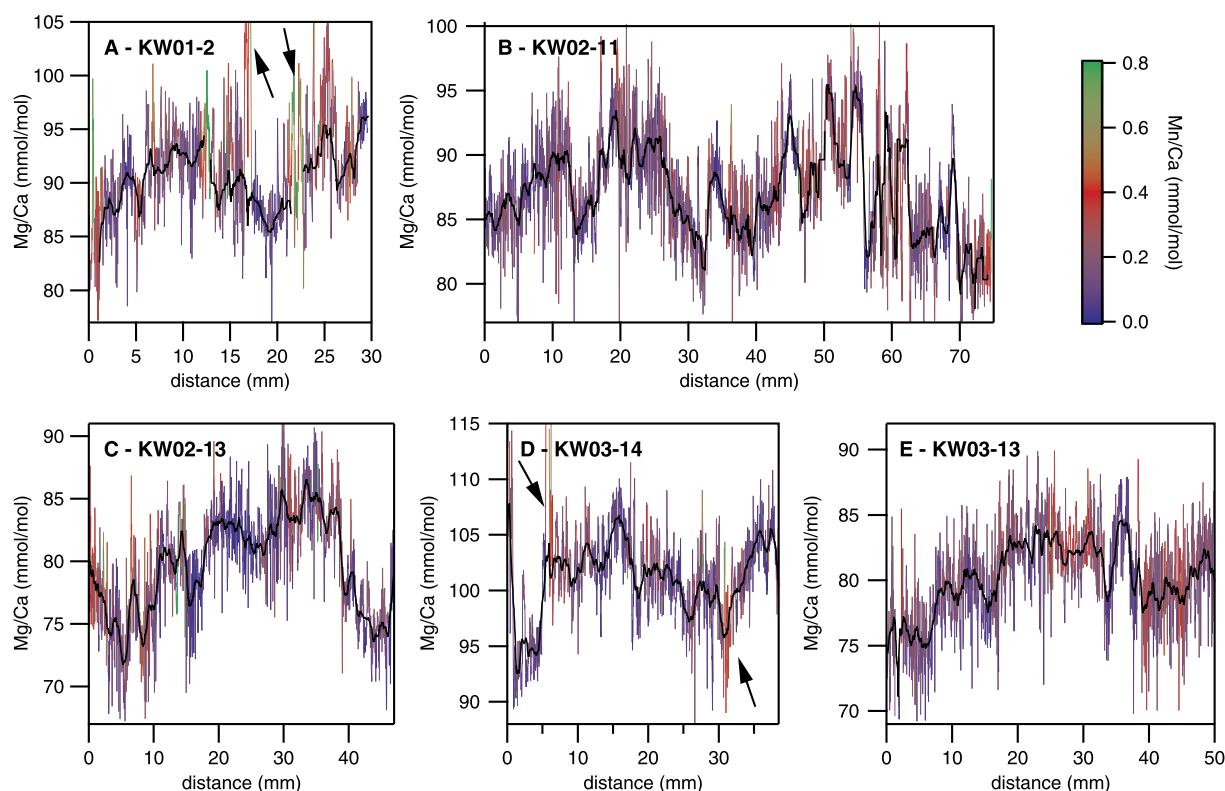 A - KW01-2
Mg/Ca (mmol/mol)
105
100
95
90
85
80
0 5 10 15 20 25 30
distance (mm)
B - KW02-11
Mg/Ca (mmol/mol)
100
95
90
85
80
0 10 20 30 40 50 60 70
distance (mm)
0.8
0.6
0.4
0.2
0.0
Mn/Ca (mmol/mol)
C - KW02-13
Mg/Ca (mmol/mol)
90
85
80
75
70
0 10 20 30 40
distance (mm)
D - KW03-14
Mg/Ca (mmol/mol)
115
110
105
100
95
90
0 10 20 30
distance (mm)
E - KW03-13
Mg/Ca (mmol/mol)
90
85
80
75
70
0 10 20 30 40 50
distance (mm)